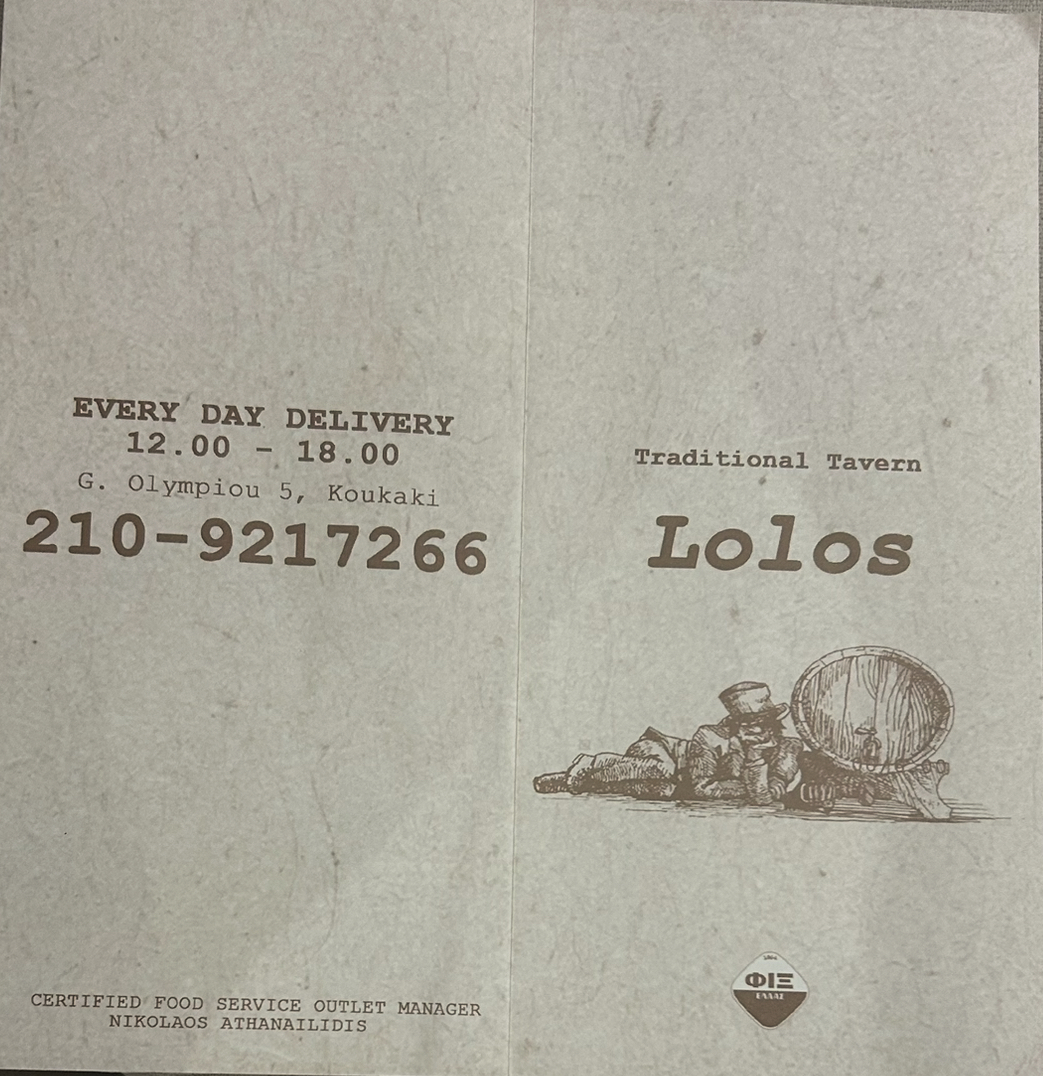 EVERY DAY DELIVERY
12.00 - 18.00
G. Olympiou 5, Koukaki
210-9217266
CERTIFIED FOOD SERVICE OUTLET MANAGER
NIKOLAOS ATHANAILIDIS
Traditional Tavern
Lolos
ΦΙΞ
ΕΛΛΑΣ